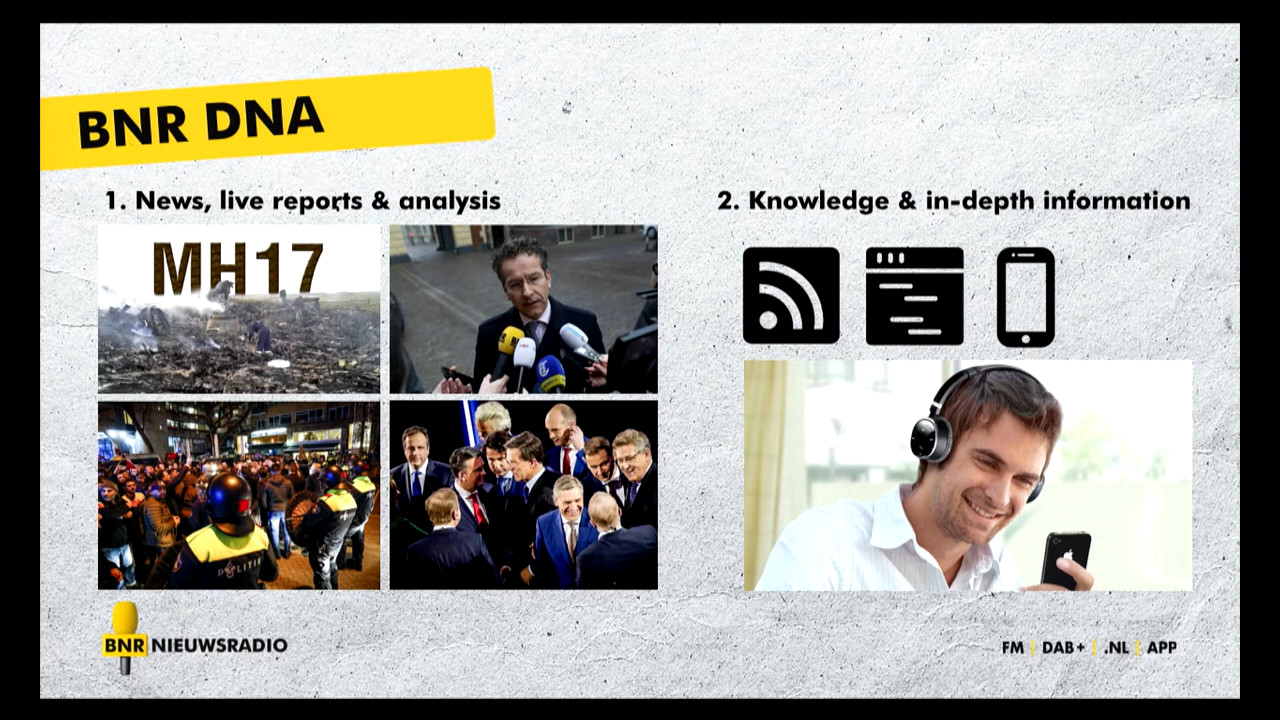 BNR DNA
1. News, live reports & analysis
2. Knowledge & in-depth information
MH17
BNR
POLITIE
BNR NIEUWSRADIO
FM | DAB+ | .NL | APP